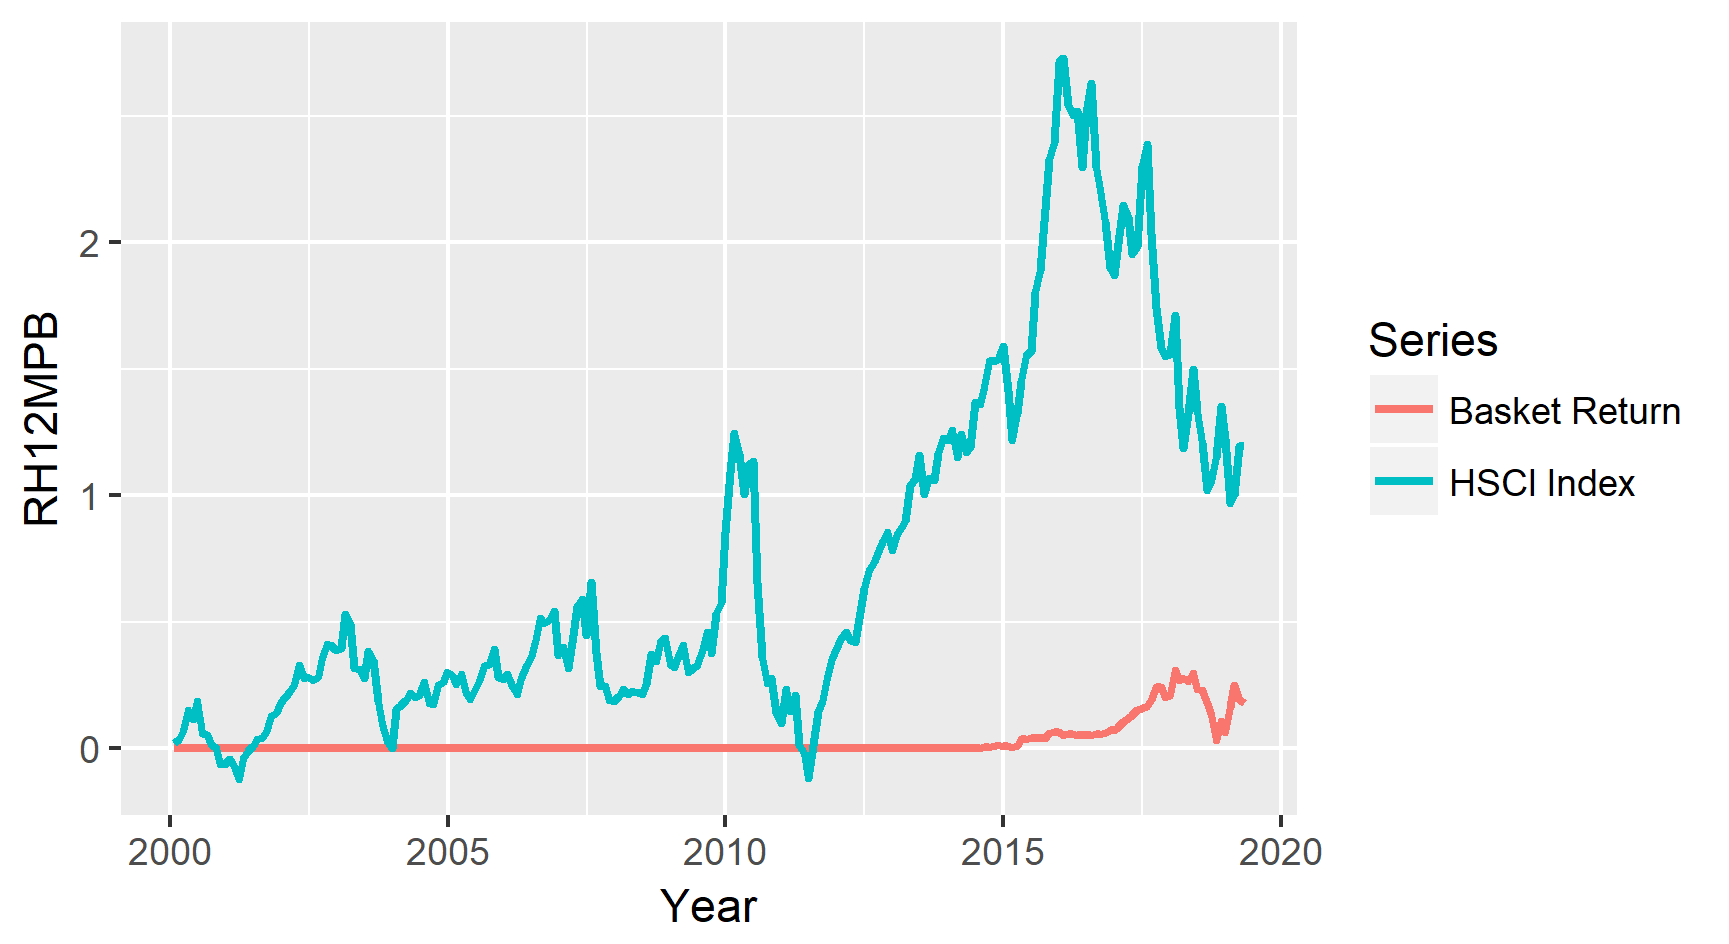 RH12MPB
2
1
0
2000 2005 2010 2015 2020
Year
Series
Basket Return
HSCI Index